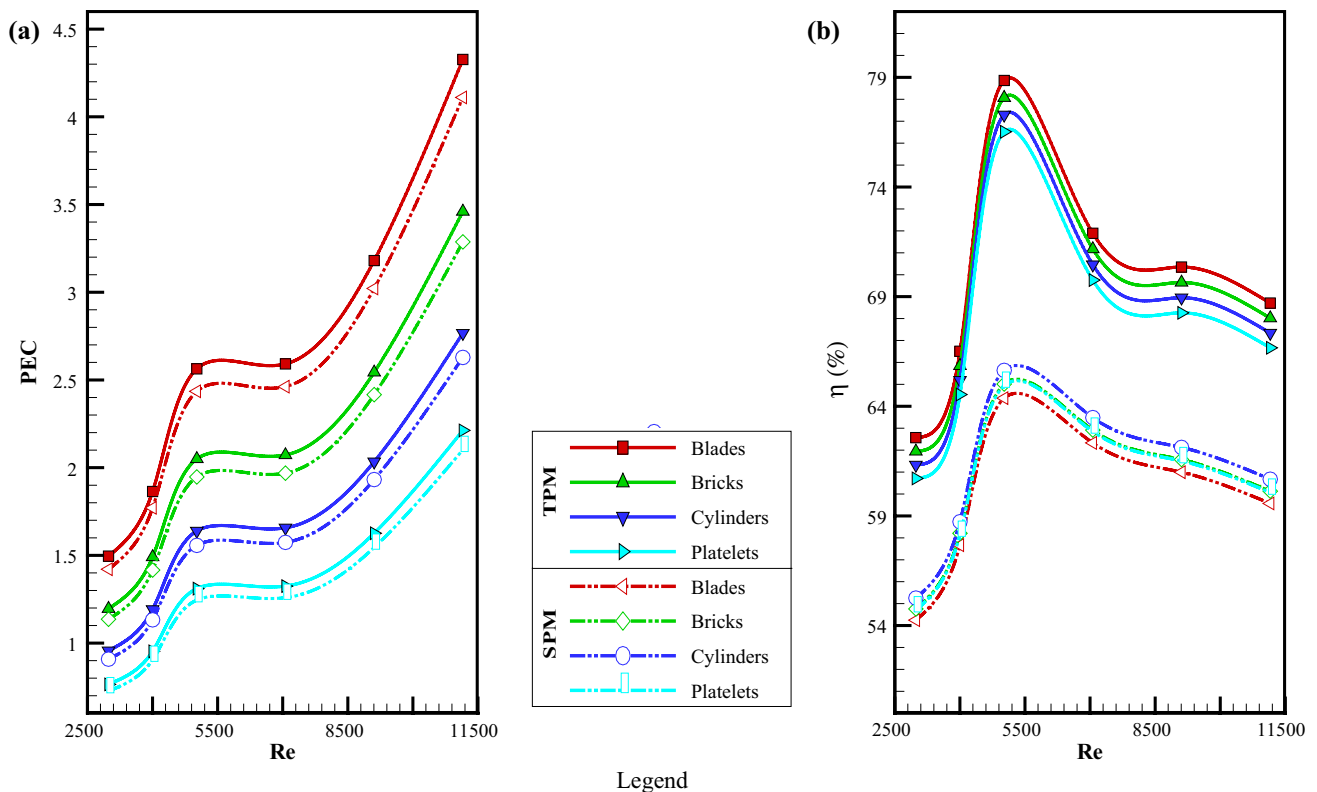 (a)
4.5
4
3.5
3
2.5
2
1.5
1
PEC
2500 5500 8500 11500
Re
TPM
Blades
Bricks
Cylinders
Platelets
SPM
Blades
Bricks
Cylinders
Platelets
Legend
(b)
79
74
69
64
59
54
η (%)
2500 5500 8500 11500
Re